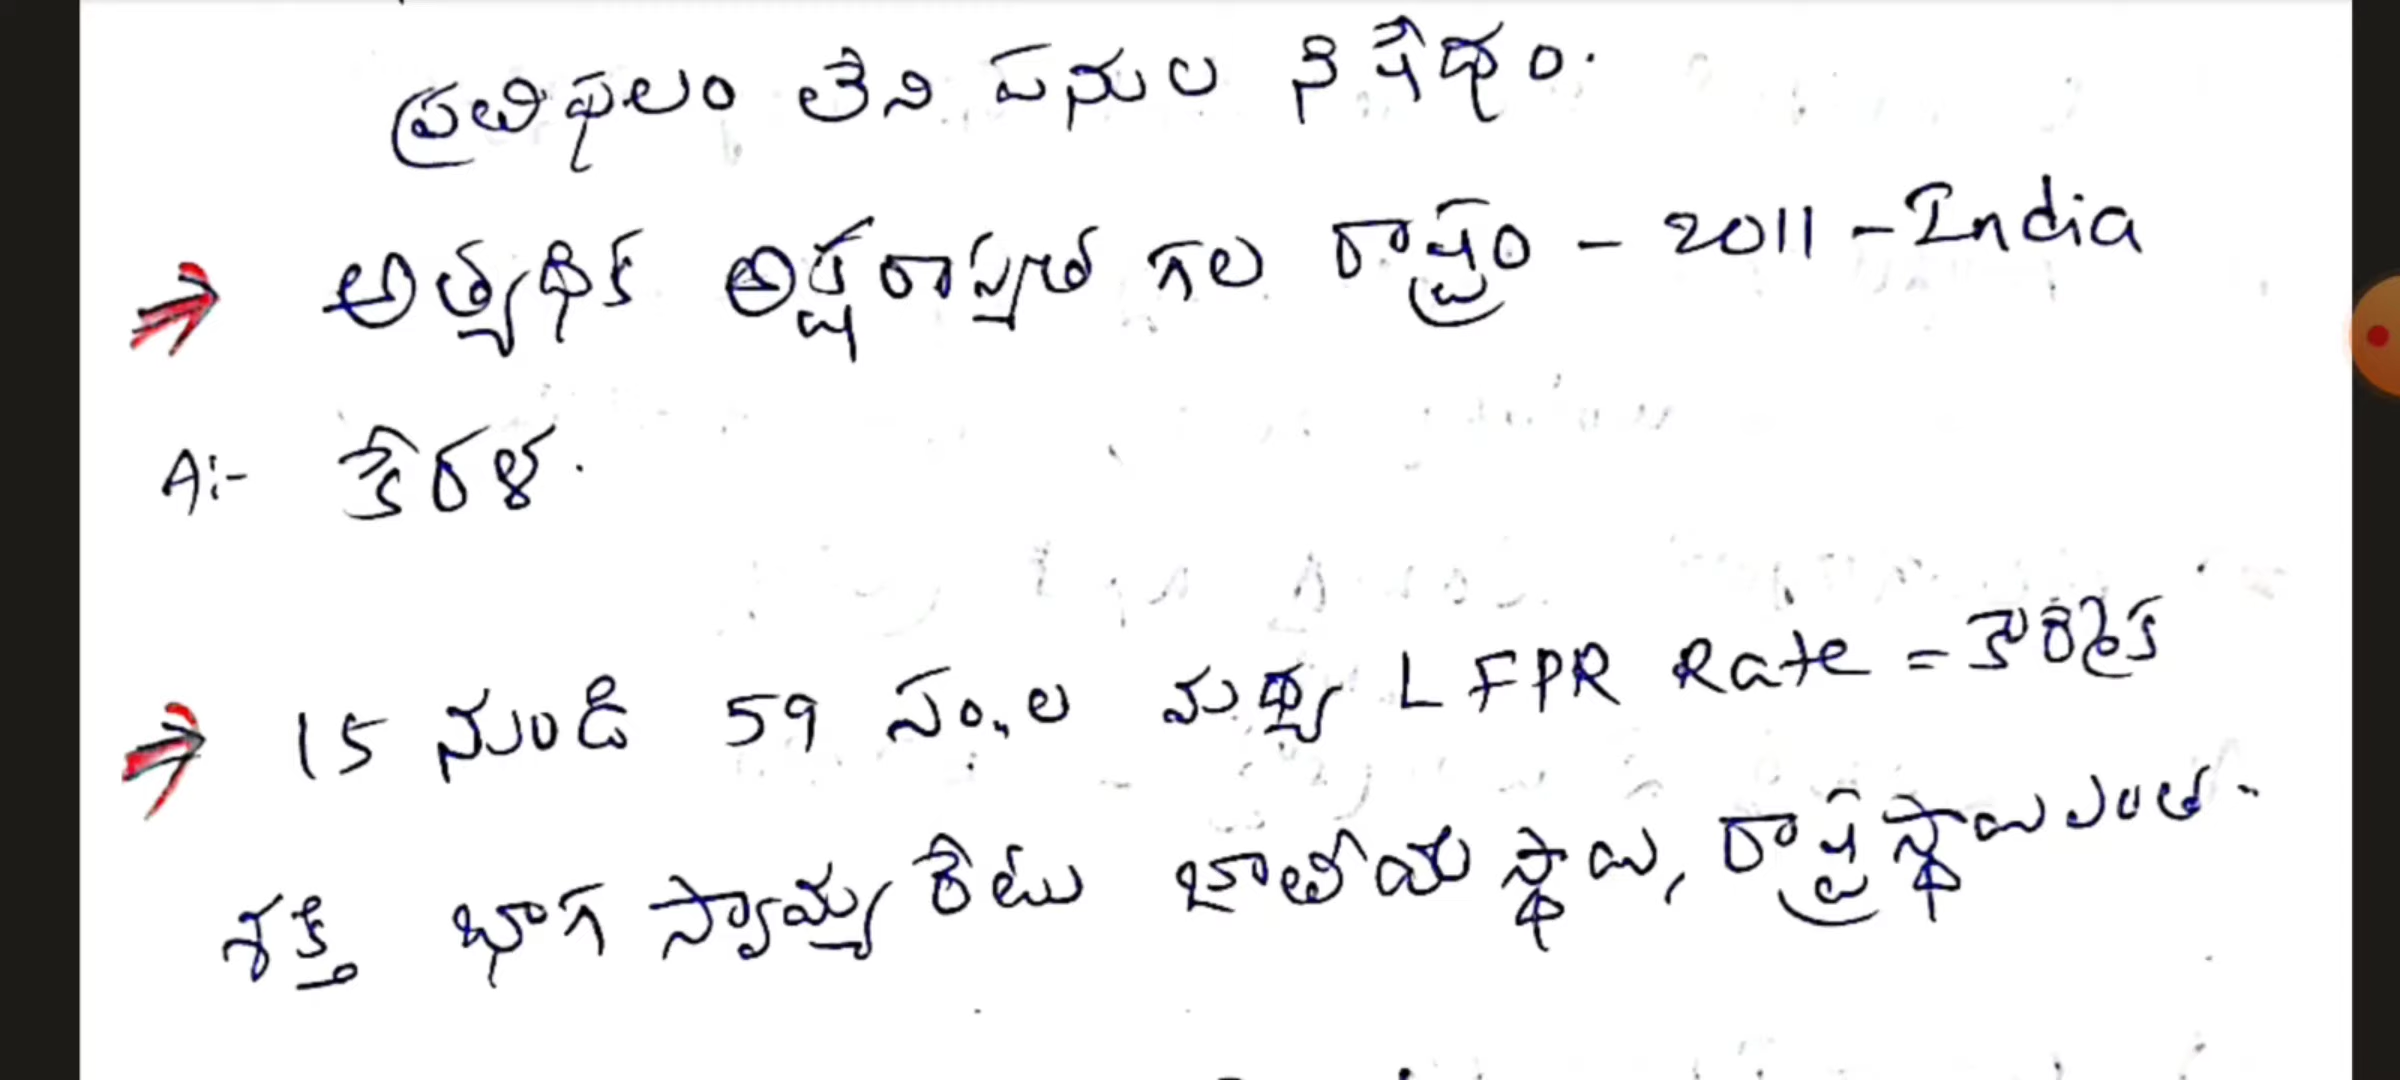 ప్రతిఫలం లేని పనుల నిషేధం.
⇒ అత్యధిక అక్షరాస్యత గల రాష్ట్రం - 2011 - India
A:- కేరళ.
⇒ 15 నుండి 59 సం,,ల మధ్య LFPR Rate = కార్మిక
శక్తి భాగస్వామ్య రేటు జాతీయ స్థాయి, రాష్ట్రస్థాయి ఎంత.